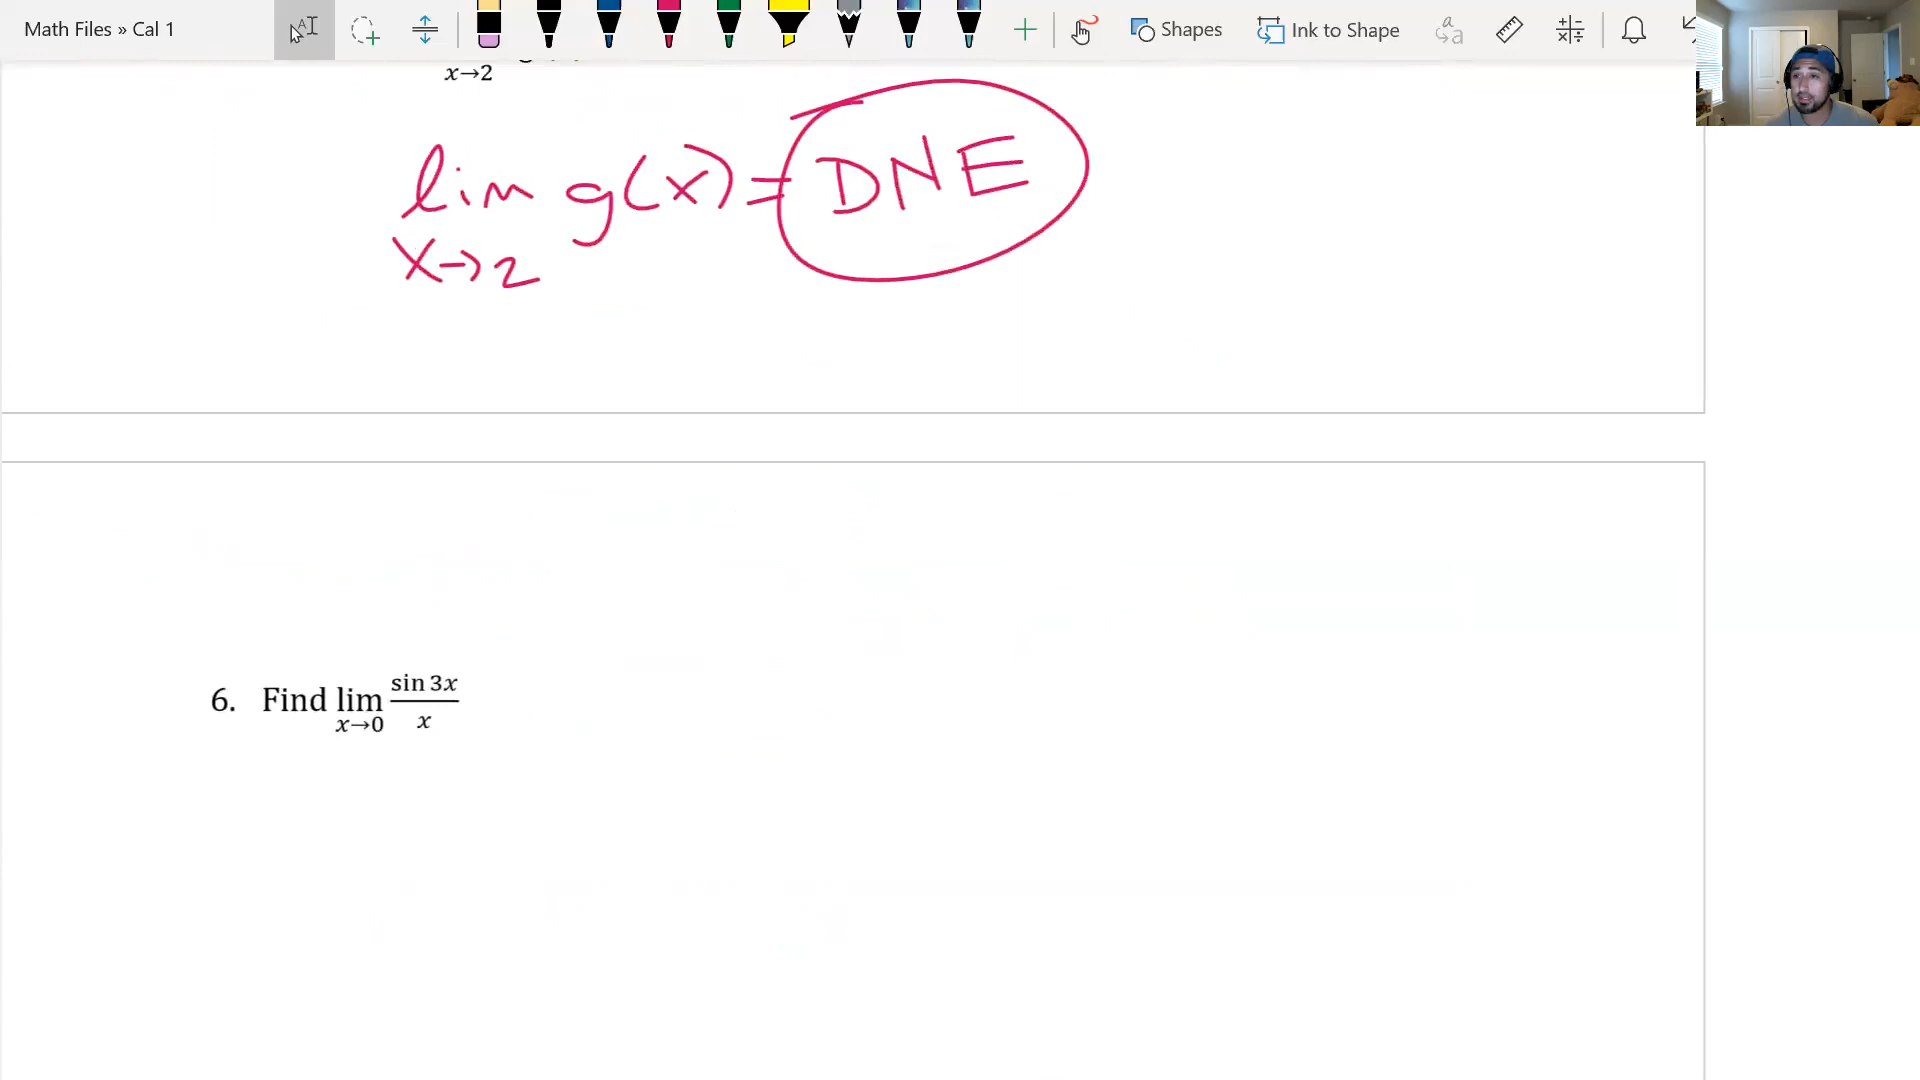 Math Files » Cal 1
Shapes
Ink to Shape
x→2
lim g(x) = DNE
x→2
6. Find lim sin 3x
x→0 x